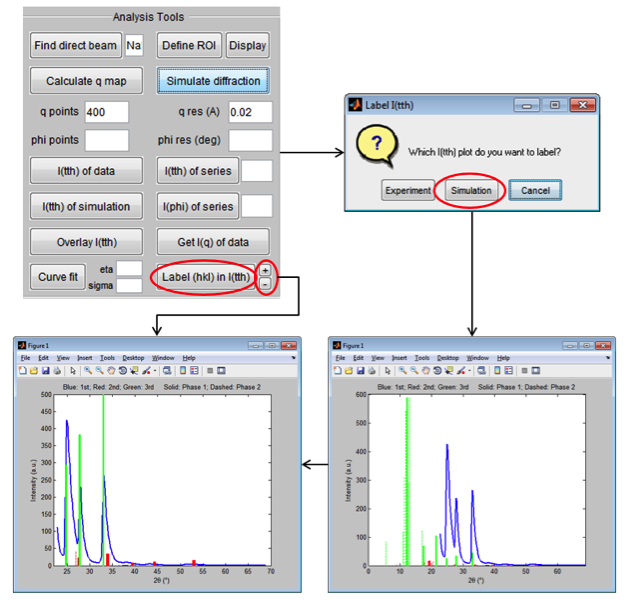 Analysis Tools
Find direct beam Na Define ROI Display
Calculate q map Simulate diffraction
q points 400 q res (A) 0.02
phi points phi res (deg)
I(tth) of data I(tth) of series
I(tth) of simulation I(phi) of series
Overlay I(tth) Get I(q) of data
Curve fit eta sigma Label (hkl) in I(tth) + -
Label I(tth)
? Which I(tth) plot do you want to label?
Experiment Simulation Cancel
Figure 1
File Edit View Insert Tools Desktop Window Help
Blue: 1st; Red: 2nd; Green: 3rd Solid: Phase 1; Dashed: Phase 2
500
450
400
350
300
250
200
150
100
50
0
Intensity (a.u.)
25 30 35 40 45 50 55 60 65 70
2θ (°)
Figure 1
File Edit View Insert Tools Desktop Window Help
Blue: 1st; Red: 2nd; Green: 3rd Solid: Phase 1; Dashed: Phase 2
600
500
400
300
200
100
0
Intensity (a.u.)
0 10 20 30 40 50 60
2θ (°)